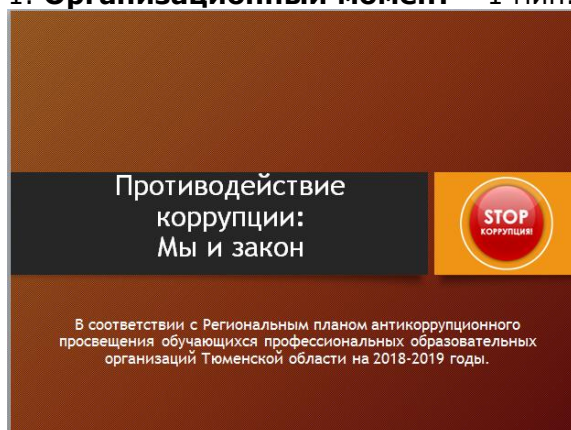 1. Организационный момент – 1 мин.
Противодействие
коррупции:
Мы и закон
STOP
КОРРУПЦИЯ!
В соответствии с Региональным планом антикоррупционного
просвещения обучающихся профессиональных образовательных
организаций Тюменской области на 2018-2019 годы.